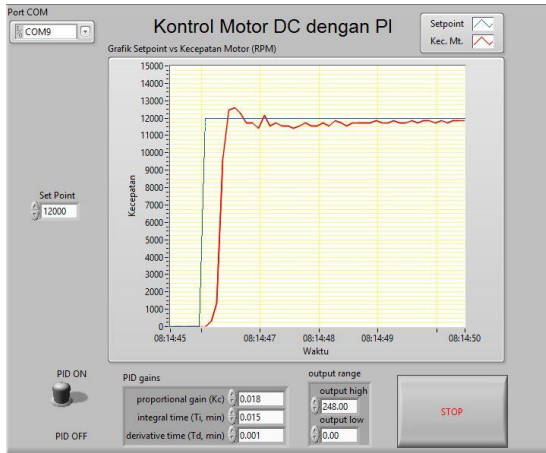 Port COM
COM9
Kontrol Motor DC dengan PI
Setpoint
Kec. Mt.
Grafik Setpoint vs Kecepatan Motor (RPM)
15000
14000
13000
12000
11000
10000
9000
8000
7000
6000
5000
4000
3000
2000
1000
0
Kecepatan
08:14:45
08:14:47
08:14:48
08:14:49
08:14:50
Waktu
Set Point
12000
PID ON
PID OFF
PID gains
proportional gain (Kc)
0.018
integral time (Ti, min)
0.015
derivative time (Td, min)
0.001
output range
output high
248.00
output low
0.00
STOP